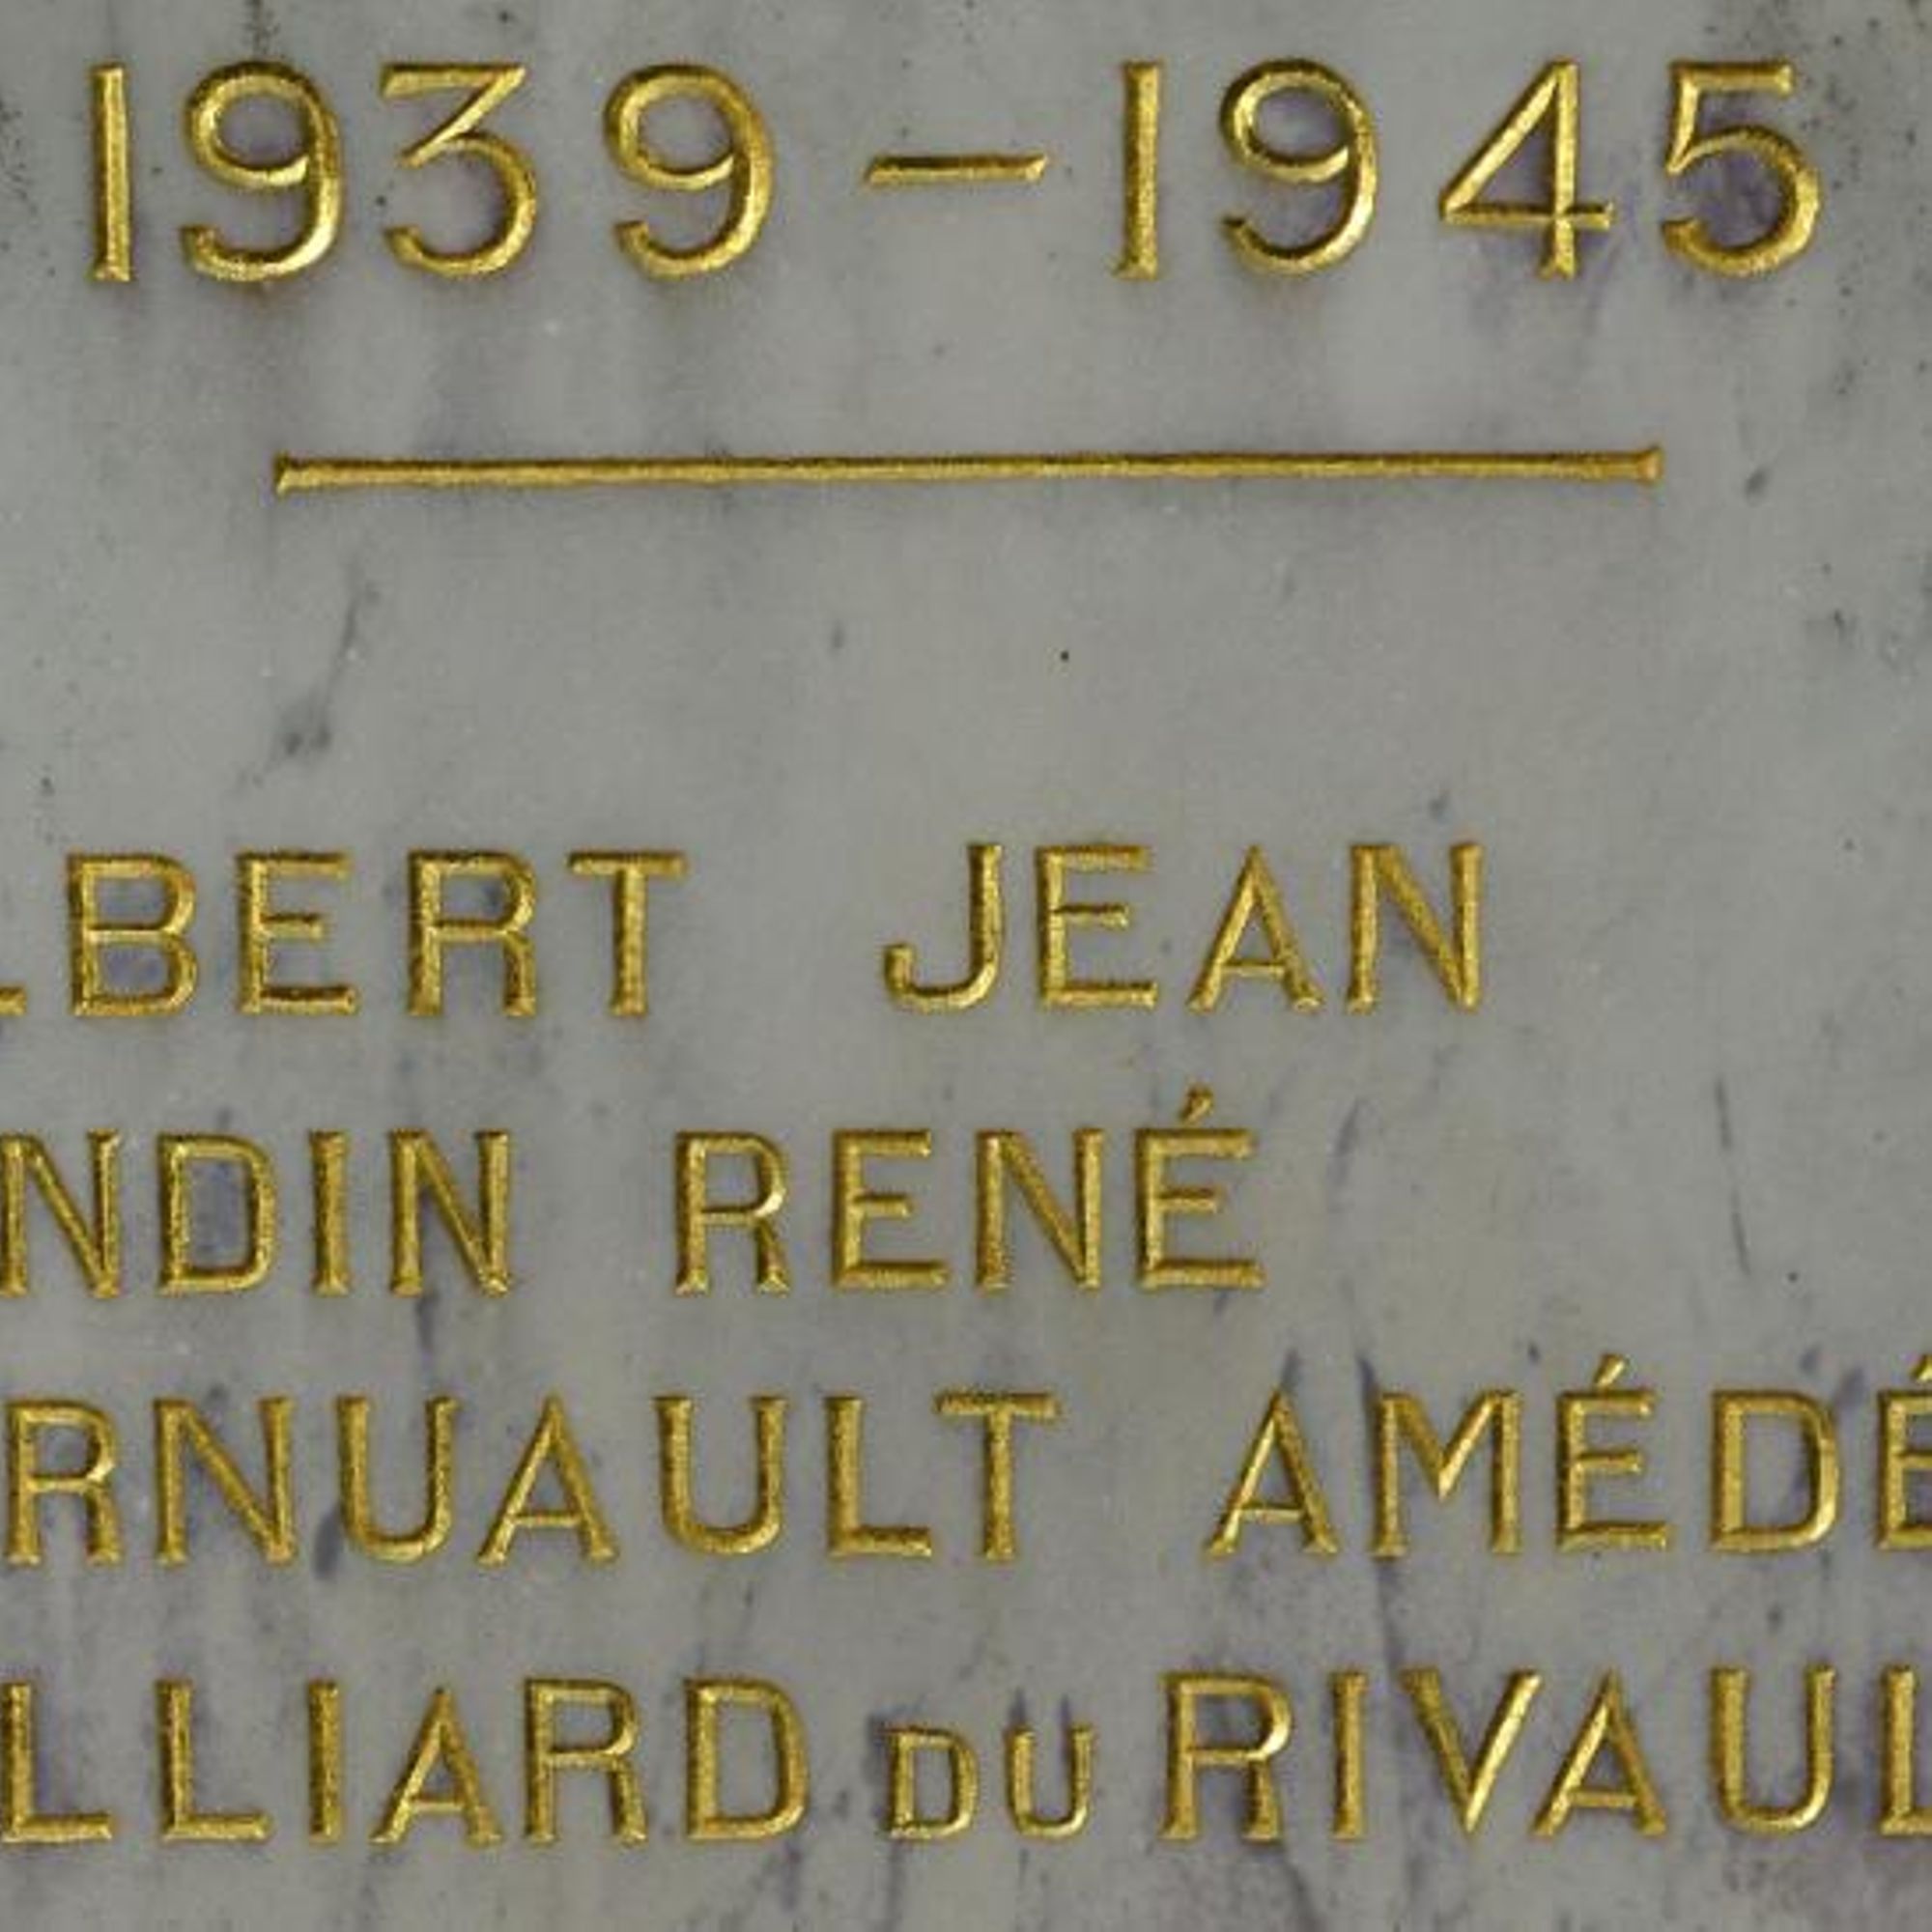 1939-1945
LBERT JEAN
NDIN RENÉ
RNUAULT AMÉDÉ
LLIARD DU RIVAUL